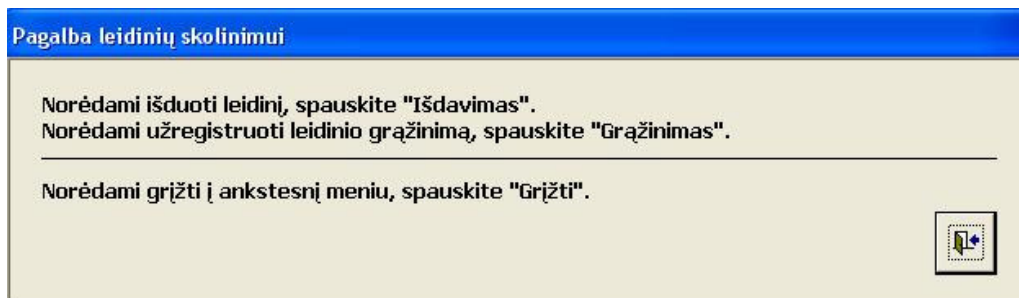 Pagalba leidinių skolinimui
Norėdami išduoti leidinį, spauskite "Išdavimas".
Norėdami užregistruoti leidinio grąžinimą, spauskite "Grąžinimas".
Norėdami grįžti į ankstesnį meniu, spauskite "Grįžti".